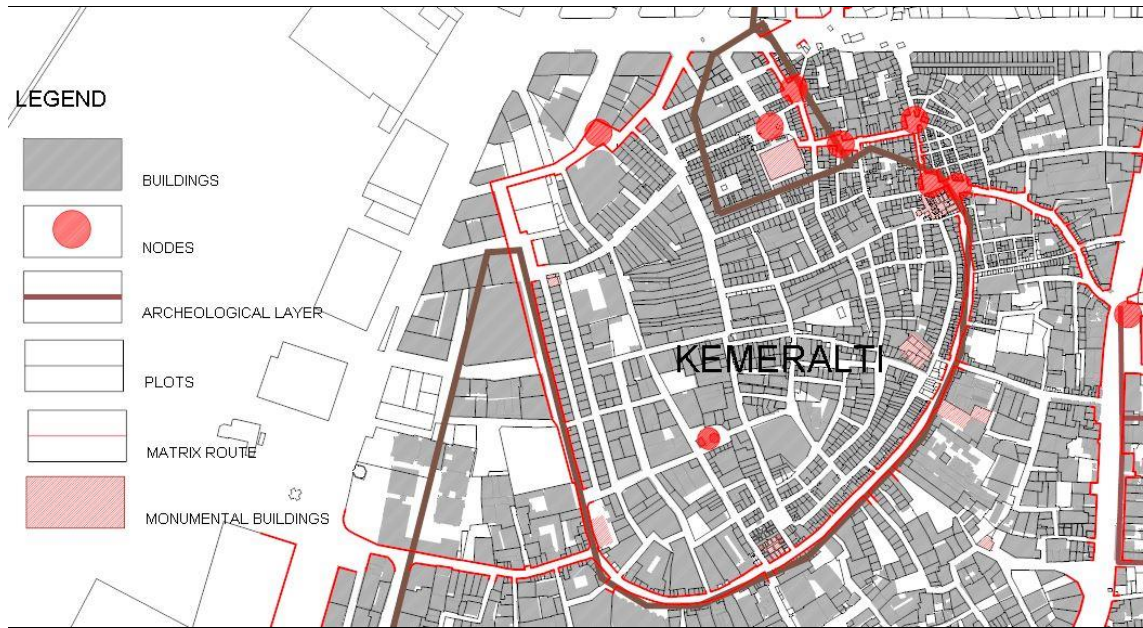 LEGEND
BUILDINGS
NODES
ARCHEOLOGICAL LAYER
PLOTS
MATRIX ROUTE
MONUMENTAL BUILDINGS
KEMERALTI